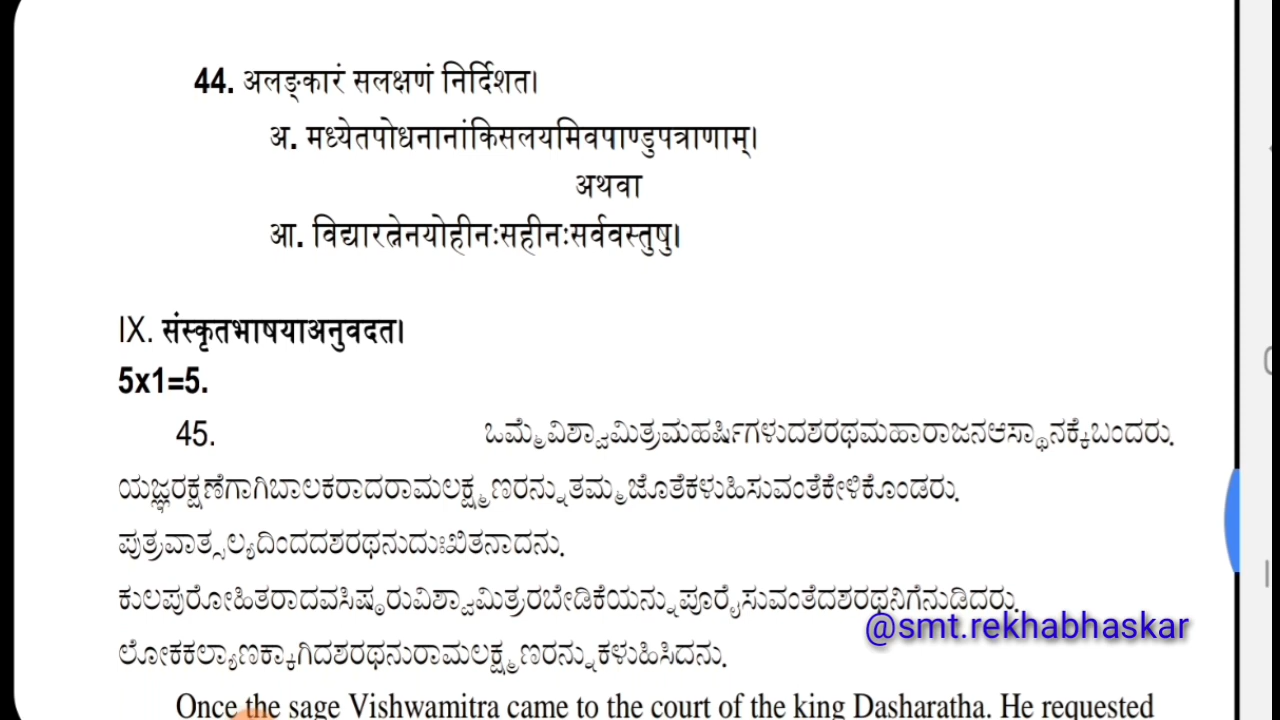 44. अलङ्कारं सलक्षणं निर्दिशत।
अ. मध्येतपोधनानांकिसलयमिवपाण्डुपत्राणाम्।
अथवा
आ. विद्यारत्नेनयोहीनःसहीनःसर्ववस्तुषु।
IX. संस्कृतभाषयाअनुवदत।
5x1=5.
45. ಒಮ್ಮೆವಿಶ್ವಾಮಿತ್ರಮಹರ್ಷಿಗಳುದಶರಥಮಹಾರಾಜನಆಸ್ಥಾನಕ್ಕೆಬಂದರು.
ಯಜ್ಞರಕ್ಷಣೆಗಾಗಿಬಾಲಕರಾದರಾಮಲಕ್ಷ್ಮಣರನ್ನುತಮ್ಮಜೊತೆಕಳುಹಿಸುವಂತೆಕೇಳಿಕೊಂಡರು.
ಪುತ್ರವಾತ್ಸಲ್ಯದಿಂದದಶರಥನುದುಃಖಿತನಾದನು.
ಕುಲಪುರೋಹಿತರಾದವಸಿಷ್ಠರುವಿಶ್ವಾಮಿತ್ರರಬೇಡಿಕೆಯನ್ನುಪೂರೈಸುವಂತೆದಶರಥನಿಗೆನುಡಿದರು.
@smt.rekhabhaskar
ಲೋಕಕಲ್ಯಾಣಕ್ಕಾಗಿದಶರಥನುರಾಮಲಕ್ಷ್ಮಣರನ್ನುಕಳುಹಿಸಿದನು.
Once the sage Vishwamitra came to the court of the king Dasharatha. He requested